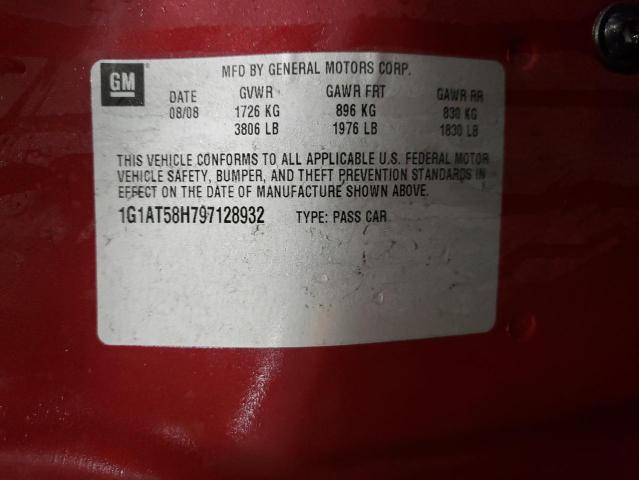 GM
MFD BY GENERAL MOTORS CORP.
DATE GVWR GAWR FRT GAWR RR
08/08 1726 KG 896 KG 830 KG
3806 LB 1976 LB 1830 LB
THIS VEHICLE CONFORMS TO ALL APPLICABLE U.S. FEDERAL MOTOR
VEHICLE SAFETY, BUMPER, AND THEFT PREVENTION STANDARDS IN
EFFECT ON THE DATE OF MANUFACTURE SHOWN ABOVE.
1G1AT58H797128932 TYPE: PASS CAR